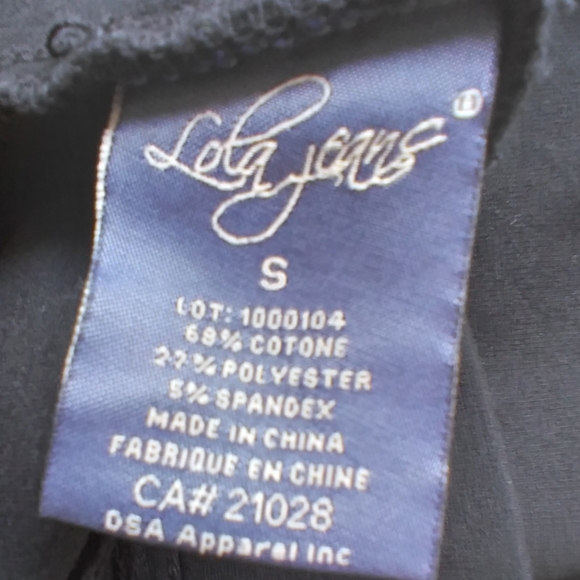 Lola Jeans
S
LOT: 1000104
68% COTONE
27% POLYESTER
5% SPANDEX
MADE IN CHINA
FABRIQUE EN CHINE
CA# 21028
DSA Apparel Inc